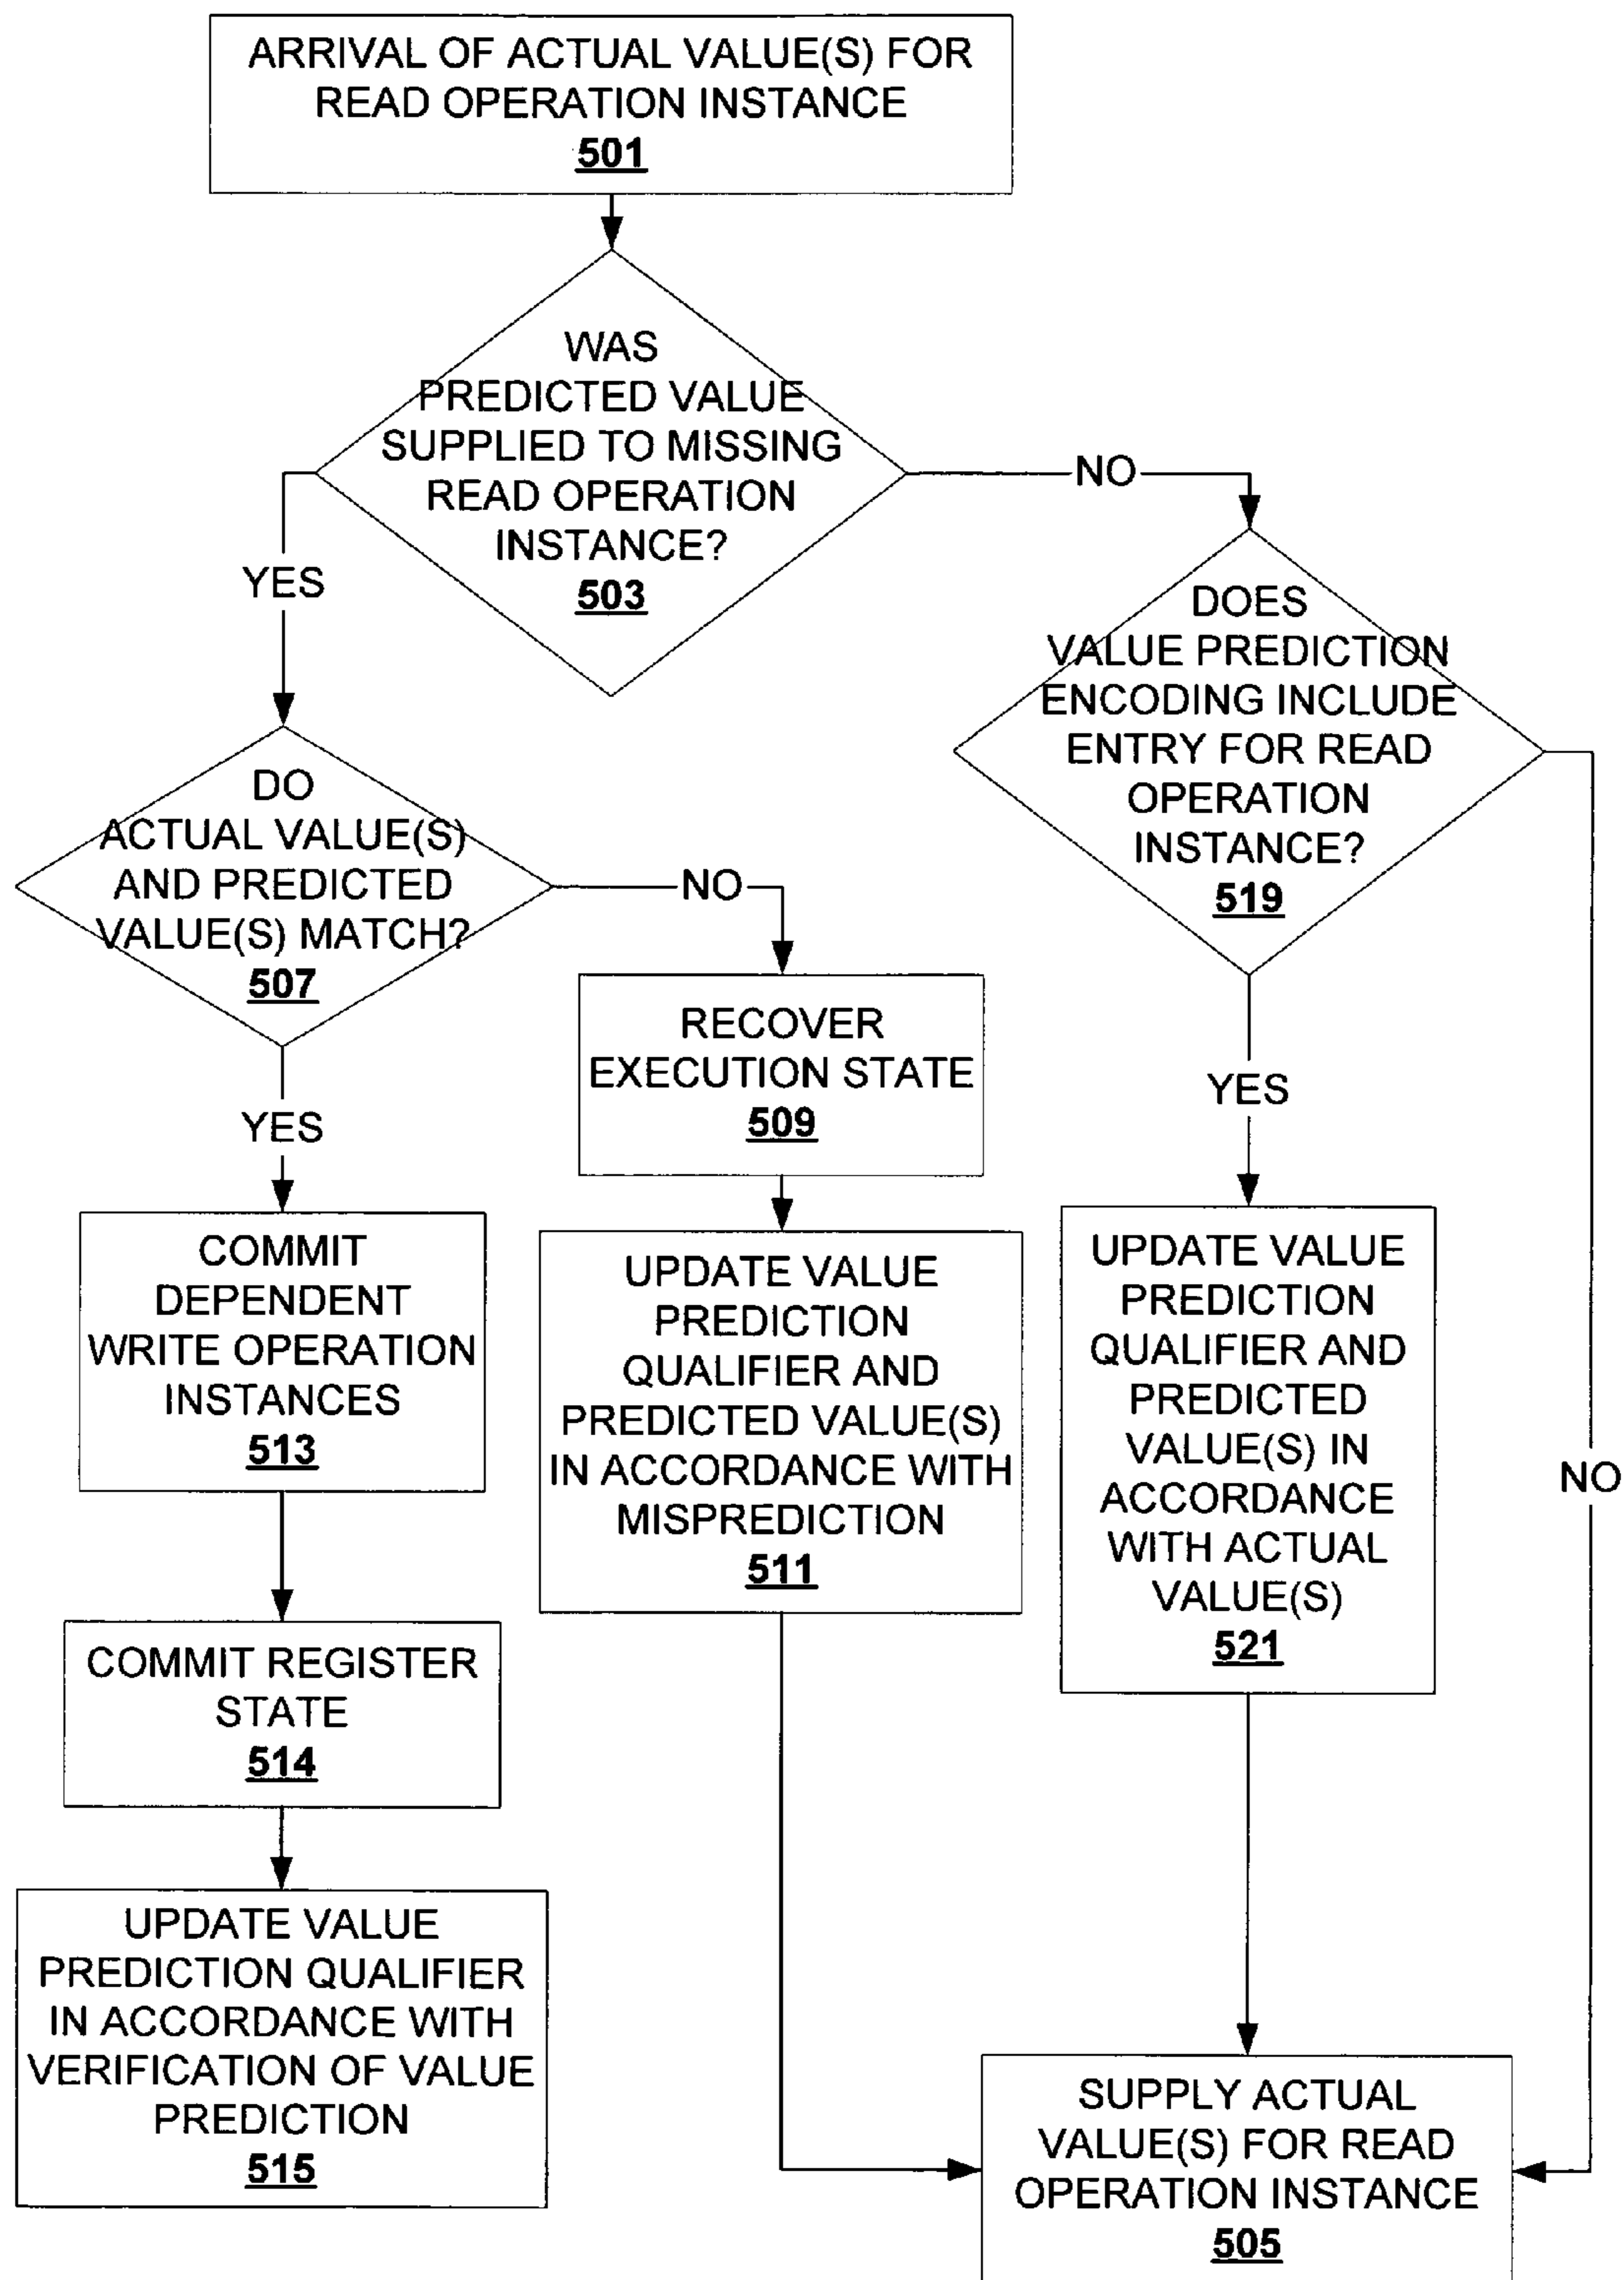 ARRIVAL OF ACTUAL VALUE(S) FOR
READ OPERATION INSTANCE
501
WAS
PREDICTED VALUE
SUPPLIED TO MISSING
READ OPERATION
INSTANCE?
503
NO
YES
DOES
VALUE PREDICTION
ENCODING INCLUDE
ENTRY FOR READ
OPERATION
INSTANCE?
519
DO
ACTUAL VALUE(S)
AND PREDICTED
VALUE(S) MATCH?
507
NO
YES
RECOVER
EXECUTION STATE
509
YES
NO
COMMIT
DEPENDENT
WRITE OPERATION
INSTANCES
513
UPDATE VALUE
PREDICTION
QUALIFIER AND
PREDICTED VALUE(S)
IN ACCORDANCE WITH
MISPREDICTION
511
UPDATE VALUE
PREDICTION
QUALIFIER AND
PREDICTED
VALUE(S) IN
ACCORDANCE
WITH ACTUAL
VALUE(S)
521
COMMIT REGISTER
STATE
514
UPDATE VALUE
PREDICTION QUALIFIER
IN ACCORDANCE WITH
VERIFICATION OF VALUE
PREDICTION
515
SUPPLY ACTUAL
VALUE(S) FOR READ
OPERATION INSTANCE
505